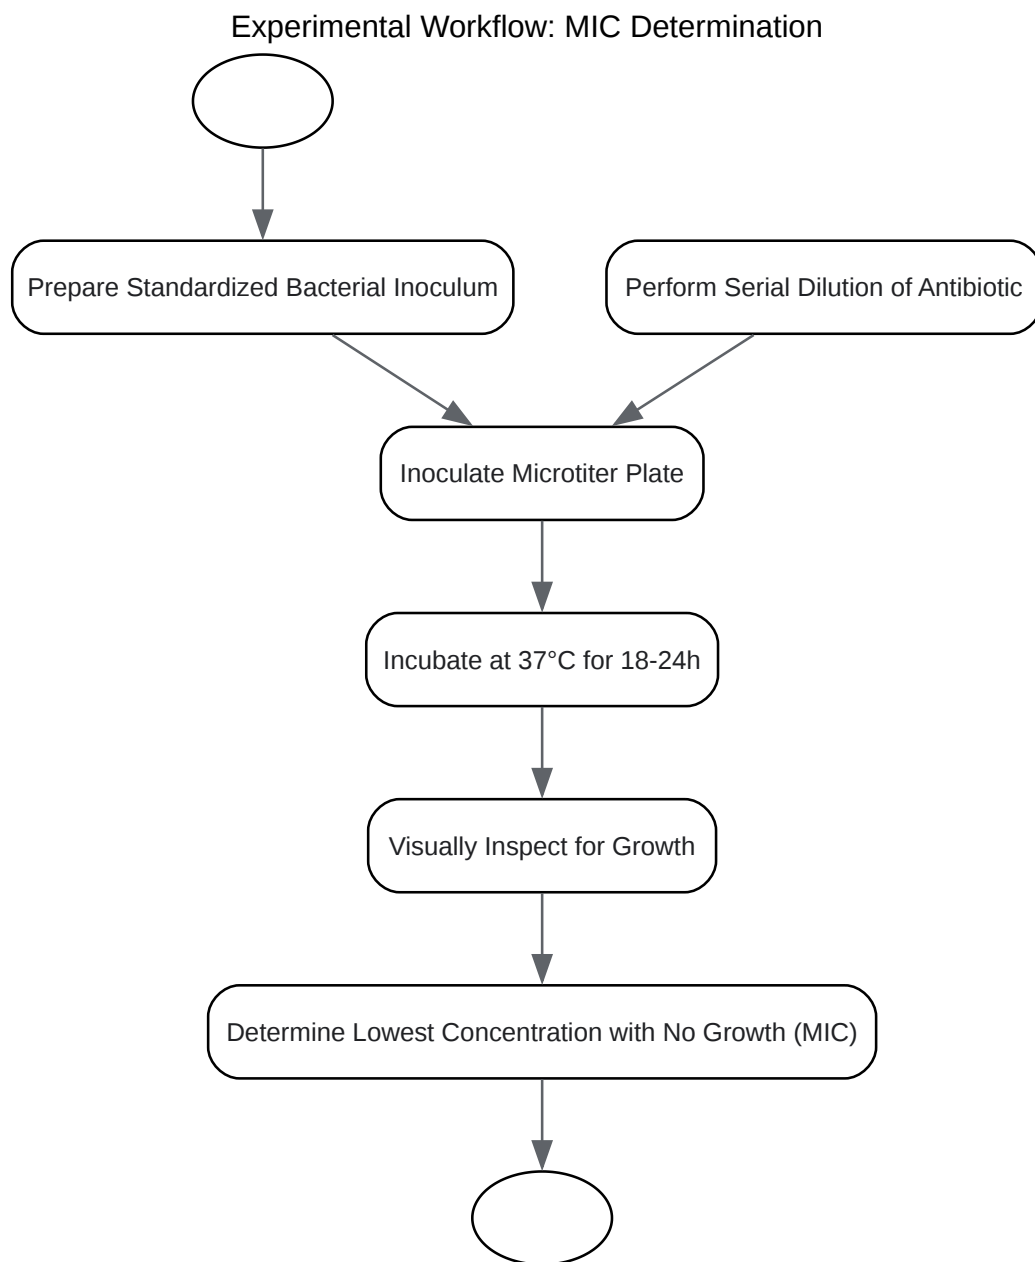 Experimental Workflow: MIC Determination
Prepare Standardized Bacterial Inoculum
Perform Serial Dilution of Antibiotic
Inoculate Microtiter Plate
Incubate at 37°C for 18-24h
Visually Inspect for Growth
Determine Lowest Concentration with No Growth (MIC)